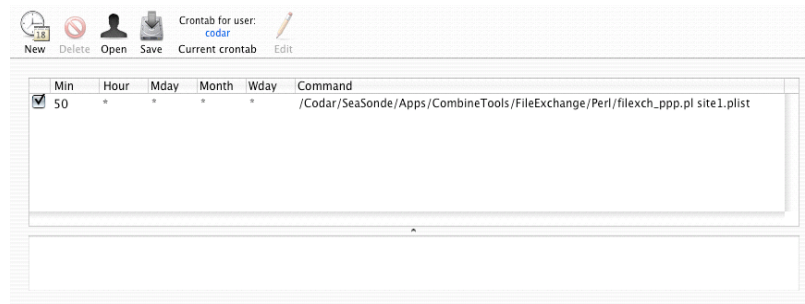 Crontab for user:
codar
18
New Delete Open Save Current crontab Edit
Min Hour Mday Month Wday Command
50 * * * * /Codar/SeaSonde/Apps/CombineTools/FileExchange/Perl/filexch_ppp.pl site1.plist